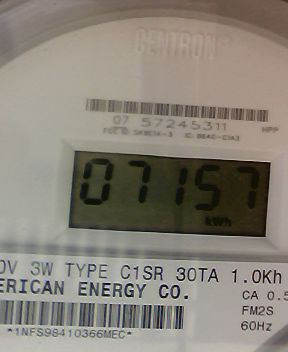 CENTRON
07 57245311 HPP
07157
kWh
0V 3W TYPE C1SR 30TA 1.0Kh
ERICAN ENERGY CO.
CA 0.5
FM2S
*1NFS98410366MEC*
60Hz